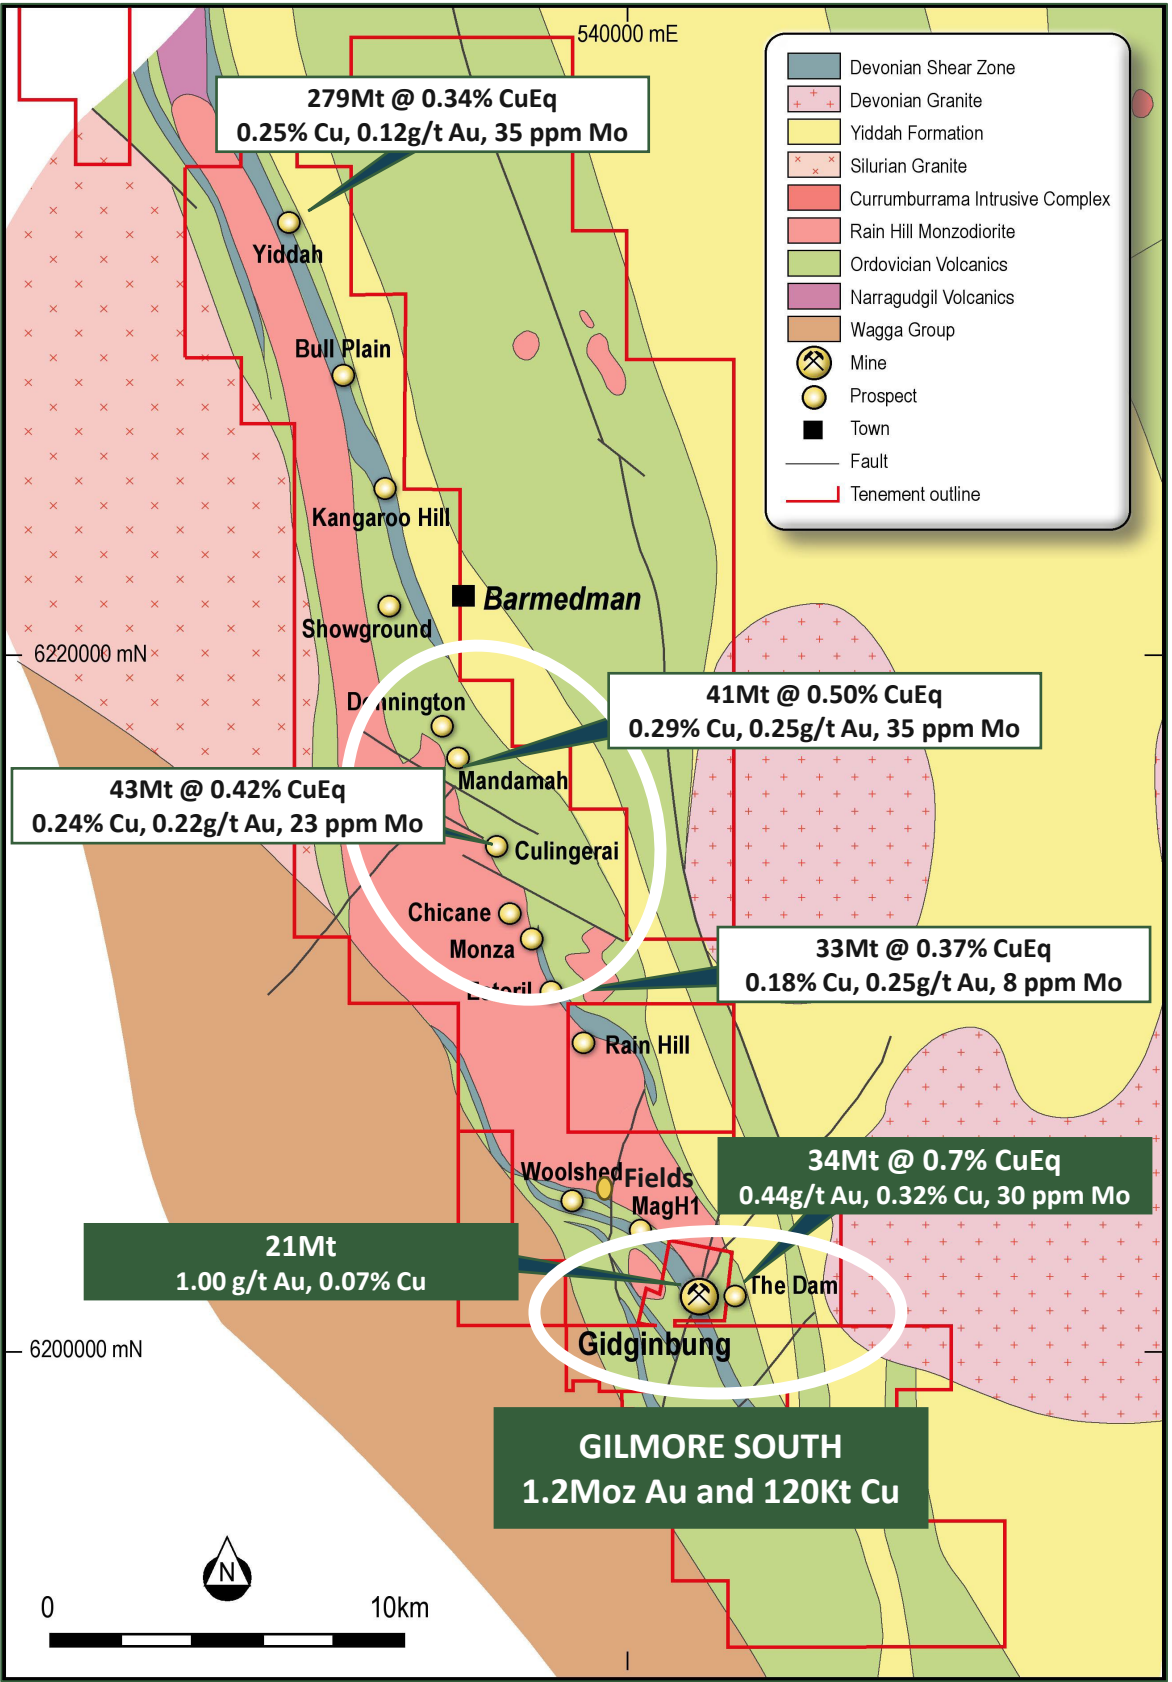 540000 mE
Devonian Shear Zone
Devonian Granite
Yiddah Formation
Silurian Granite
Currumburrama Intrusive Complex
Rain Hill Monzodiorite
Ordovician Volcanics
Narragudgil Volcanics
Wagga Group
Mine
Prospect
Town
Fault
Tenement outline
279Mt @ 0.34% CuEq
0.25% Cu, 0.12g/t Au, 35 ppm Mo
Yiddah
Bull Plain
Kangaroo Hill
Barmedman
Showground
6220000 mN
Dennington
41Mt @ 0.50% CuEq
0.29% Cu, 0.25g/t Au, 35 ppm Mo
Mandamah
43Mt @ 0.42% CuEq
0.24% Cu, 0.22g/t Au, 23 ppm Mo
Culingerai
Chicane
Monza
33Mt @ 0.37% CuEq
0.18% Cu, 0.25g/t Au, 8 ppm Mo
Estoril
Rain Hill
34Mt @ 0.7% CuEq
0.44g/t Au, 0.32% Cu, 30 ppm Mo
Woolshed
Fields
MagH1
21Mt
1.00 g/t Au, 0.07% Cu
The Dam
Gidginbung
6200000 mN
GILMORE SOUTH
1.2Moz Au and 120Kt Cu
N
0 10km